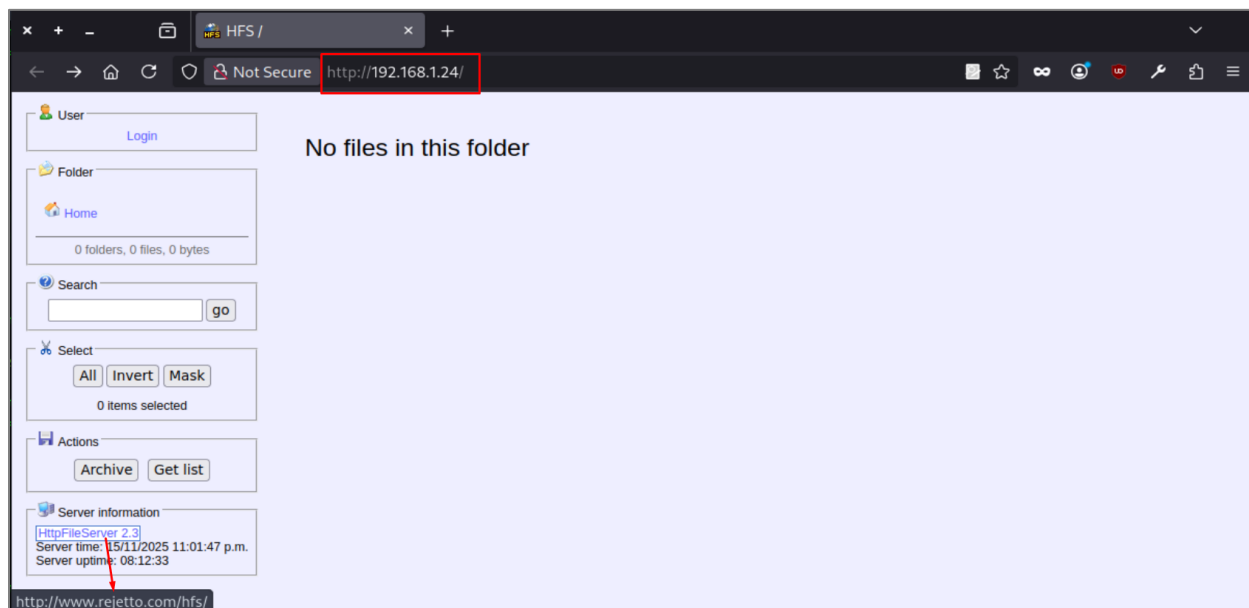 HFS /
Not Secure
http://192.168.1.24/
User
Login
No files in this folder
Folder
Home
0 folders, 0 files, 0 bytes
Search
go
Select
All Invert Mask
0 items selected
Actions
Archive Get list
Server information
HttpFileServer 2.3
Server time: 15/11/2025 11:01:47 p.m.
Server uptime: 08:12:33
http://www.rejetto.com/hfs/